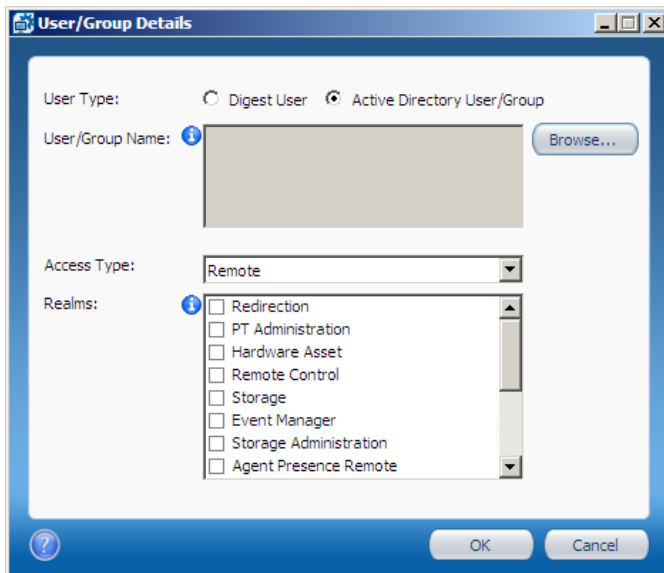 User/Group Details
User Type: Digest User Active Directory User/Group
User/Group Name: Browse...
Access Type: Remote
Realms: Redirection
PT Administration
Hardware Asset
Remote Control
Storage
Event Manager
Storage Administration
Agent Presence Remote
OK Cancel